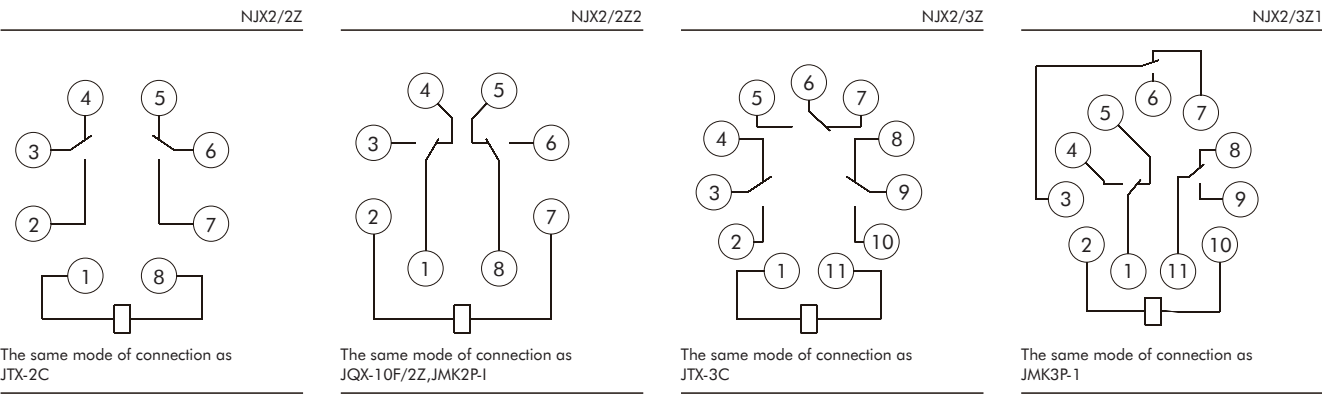 NJX2/2Z
4 5
3 6
2 7
1 8
The same mode of connection as
JTX-2C
NJX2/2Z2
4 5
3 6
2 7
1 8
The same mode of connection as
JQX-10F/2Z,JMK2P-I
NJX2/3Z
6
5 7
4 8
3 9
2 10
1 11
The same mode of connection as
JTX-3C
NJX2/3Z1
6
5 7
4 8
3 9
2 10
1 11
The same mode of connection as
JMK3P-1